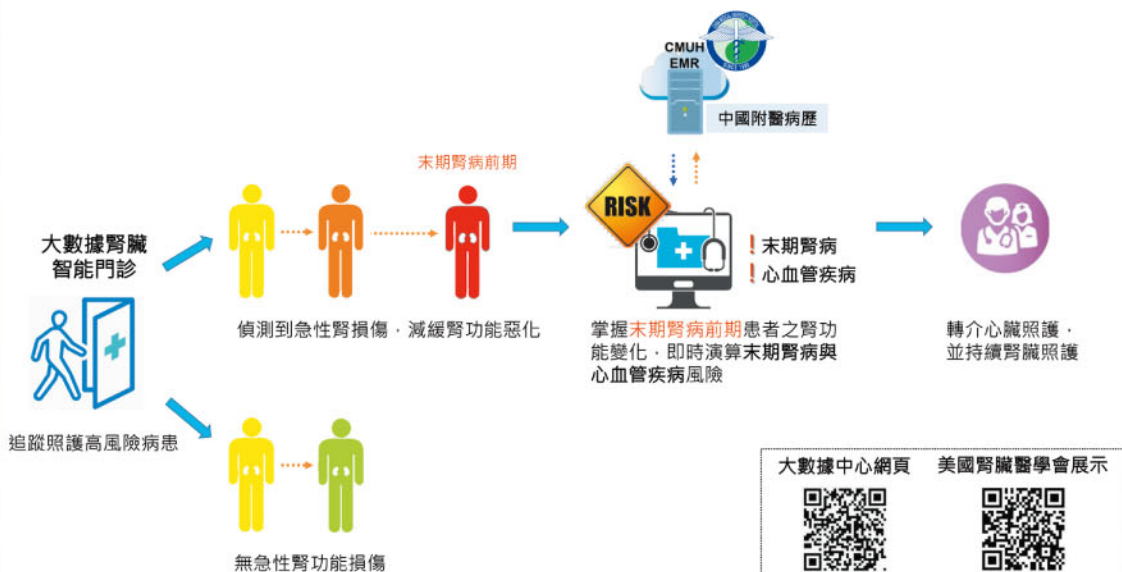 CMUH
EMR
中國附醫病歷
末期腎病前期
RISK
大數據腎臟
智能門診
末期腎病
心血管疾病
偵測到急性腎損傷，減緩腎功能惡化
掌握末期腎病前期患者之腎功
能變化，即時演算末期腎病與
心血管疾病風險
轉介心臟照護，
並持續腎臟照護
追蹤照護高風險病患
無急性腎功能損傷
大數據中心網頁
美國腎臟醫學會展示